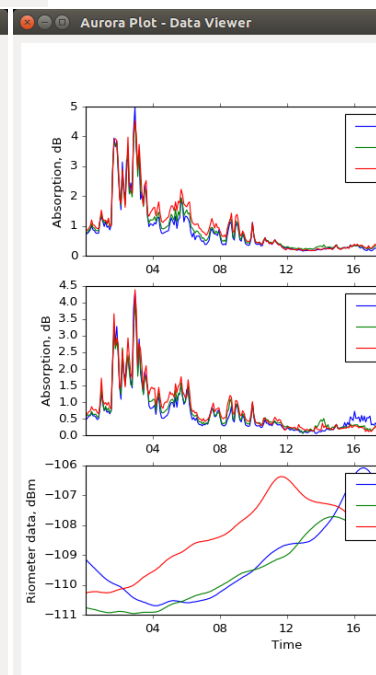 Aurora Plot - Data Viewer
5
4
3
2
1
0
Absorption, dB
04 08 12 16
4.5
4.0
3.5
3.0
2.5
2.0
1.5
1.0
0.5
0.0
Absorption, dB
04 08 12 16
−106
−107
−108
−109
−110
−111
Riometer data, dBm
04 08 12 16
Time